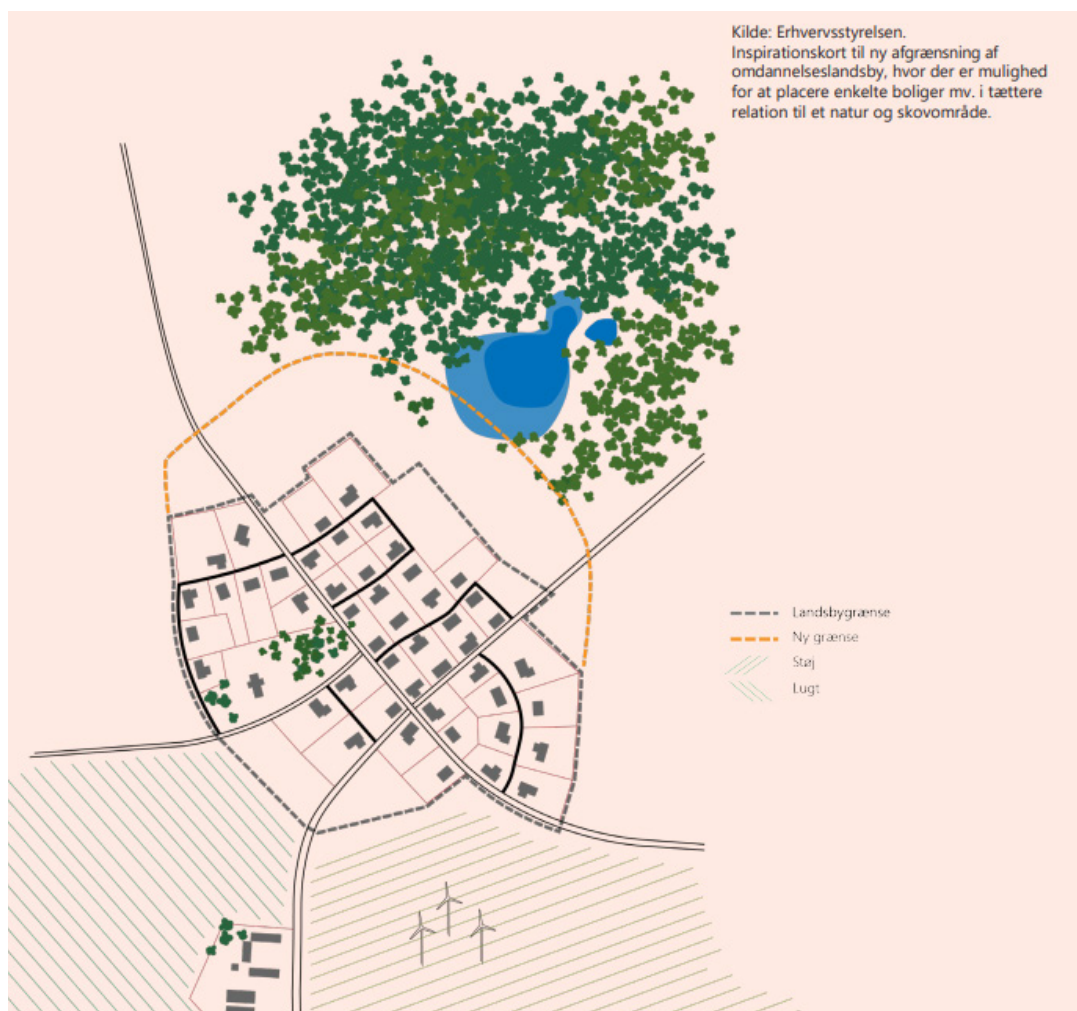 Kilde: Erhvervsstyrelsen.
Inspirationskort til ny afgrænsning af
omdannelseslandsby, hvor der er mulighed
for at placere enkelte boliger mv. i tættere
relation til et natur og skovområde.
Landsbygrænse
Ny grænse
Støj
Lugt